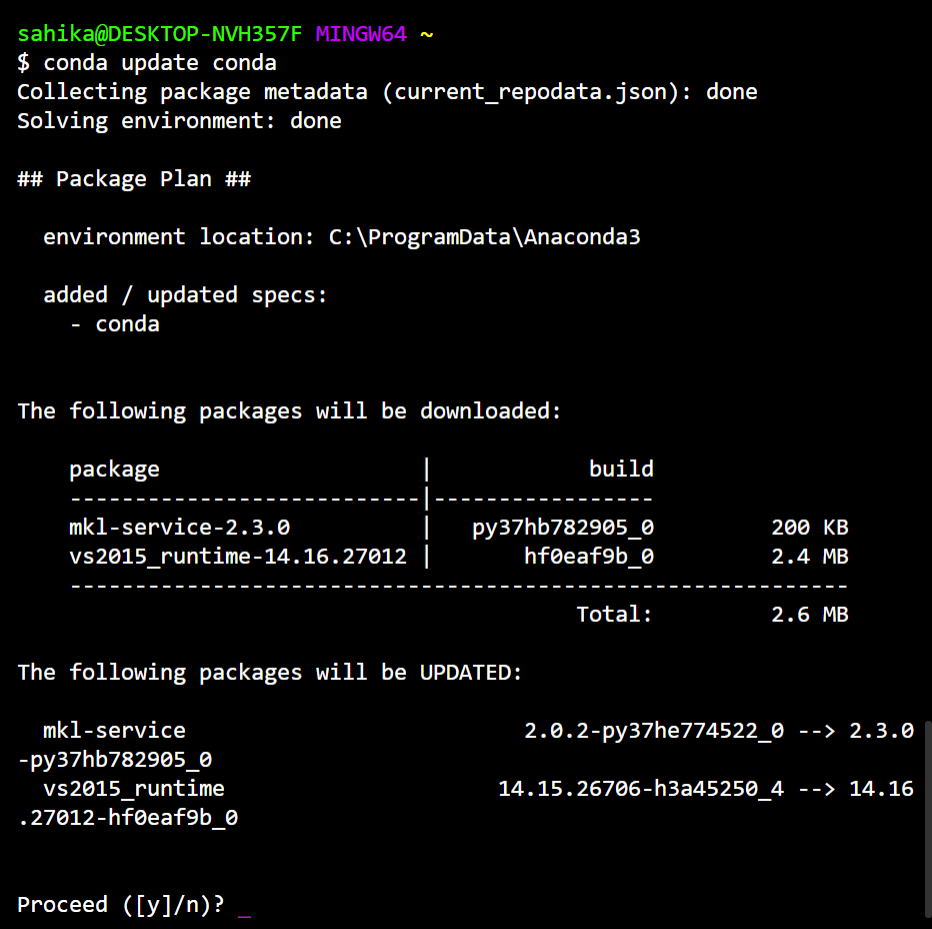 sahika@DESKTOP-NVH357F MINGW64 ~
$ conda update conda
Collecting package metadata (current_repodata.json): done
Solving environment: done
## Package Plan ##
environment location: C:\ProgramData\Anaconda3
added / updated specs:
- conda
The following packages will be downloaded:
package | build
---------------------------|-----------------
mkl-service-2.3.0 | py37hb782905_0 200 KB
vs2015_runtime-14.16.27012 | hf0eaf9b_0 2.4 MB
------------------------------------------------------------
Total: 2.6 MB
The following packages will be UPDATED:
mkl-service 2.0.2-py37he774522_0 --> 2.3.0
-py37hb782905_0
vs2015_runtime 14.15.26706-h3a45250_4 --> 14.16
.27012-hf0eaf9b_0
Proceed ([y]/n)? _